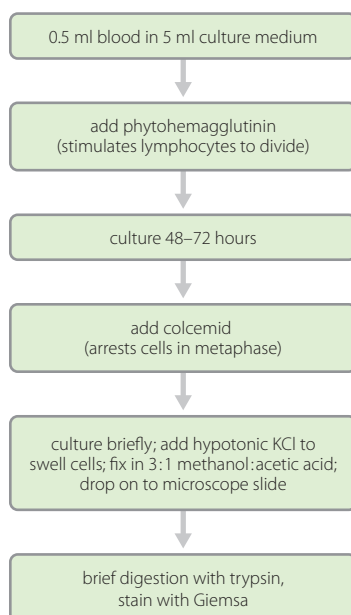 0.5 ml blood in 5 ml culture medium
add phytohemagglutinin
(stimulates lymphocytes to divide)
culture 48–72 hours
add colcemid
(arrests cells in metaphase)
culture briefly; add hypotonic KCl to
swell cells; fix in 3:1 methanol:acetic acid;
drop on to microscope slide
brief digestion with trypsin,
stain with Giemsa